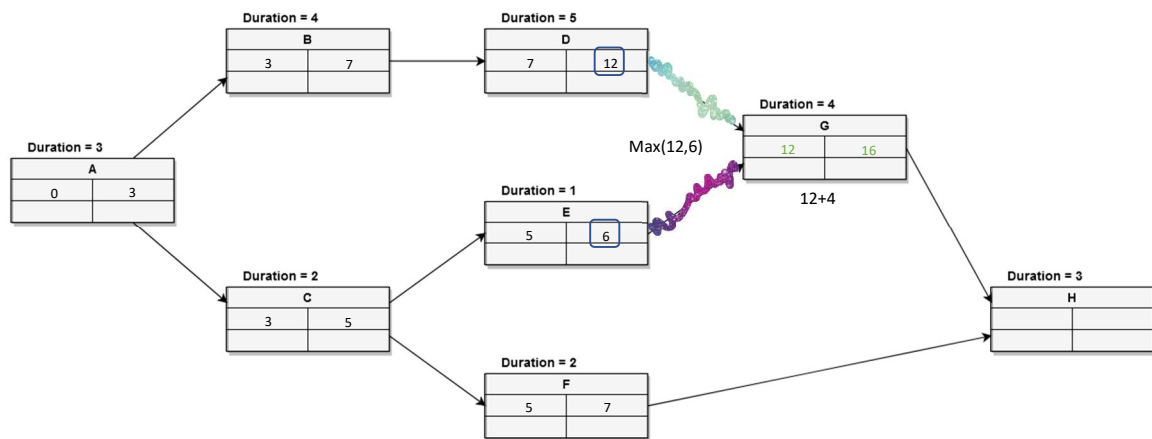 Duration = 4
B
3 7
Duration = 5
D
7 12
Duration = 4
G
12 16
Max(12,6)
12+4
Duration = 3
A
0 3
Duration = 1
E
5 6
Duration = 2
C
3 5
Duration = 3
H
Duration = 2
F
5 7